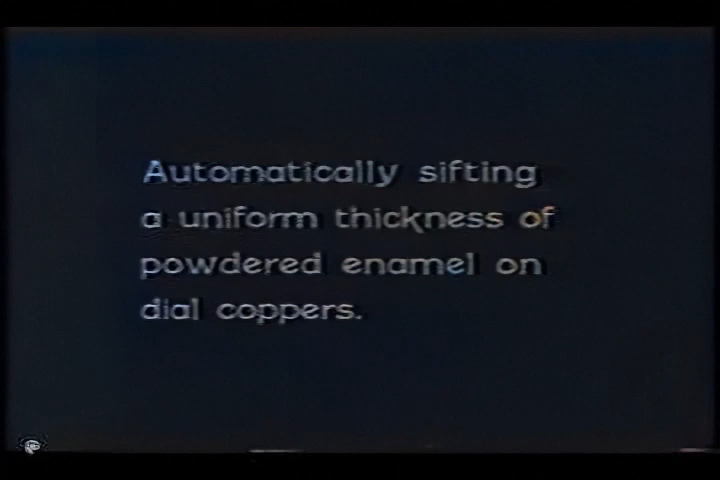 Automatically sifting
a uniform thickness of
powdered enamel on
dial coppers.